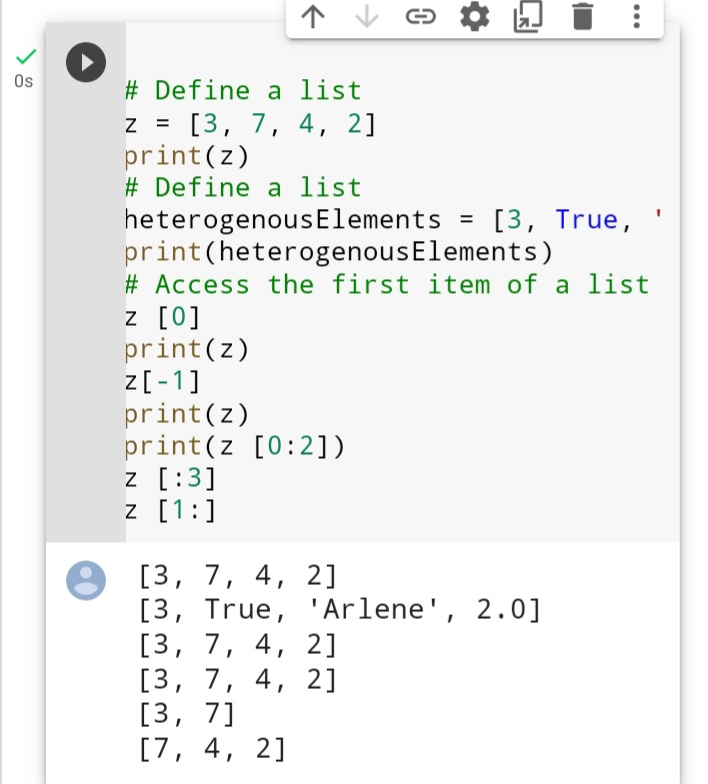 0s
# Define a list
z = [3, 7, 4, 2]
print(z)
# Define a list
heterogenousElements = [3, True, '
print(heterogenousElements)
# Access the first item of a list
z [0]
print(z)
z[-1]
print(z)
print(z [0:2])
z [:3]
z [1:]
[3, 7, 4, 2]
[3, True, 'Arlene', 2.0]
[3, 7, 4, 2]
[3, 7, 4, 2]
[3, 7]
[7, 4, 2]